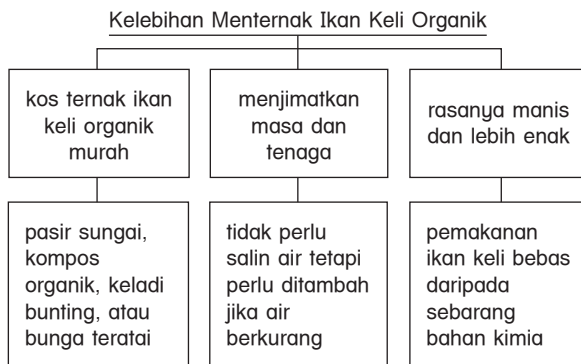 Kelebihan Menternak Ikan Keli Organik
kos ternak ikan
keli organik
murah
menjimatkan
masa dan
tenaga
rasanya manis
dan lebih enak
pasir sungai,
kompos
organik, keladi
bunting, atau
bunga teratai
tidak perlu
salin air tetapi
perlu ditambah
jika air
berkurang
pemakanan
ikan keli bebas
daripada
sebarang
bahan kimia